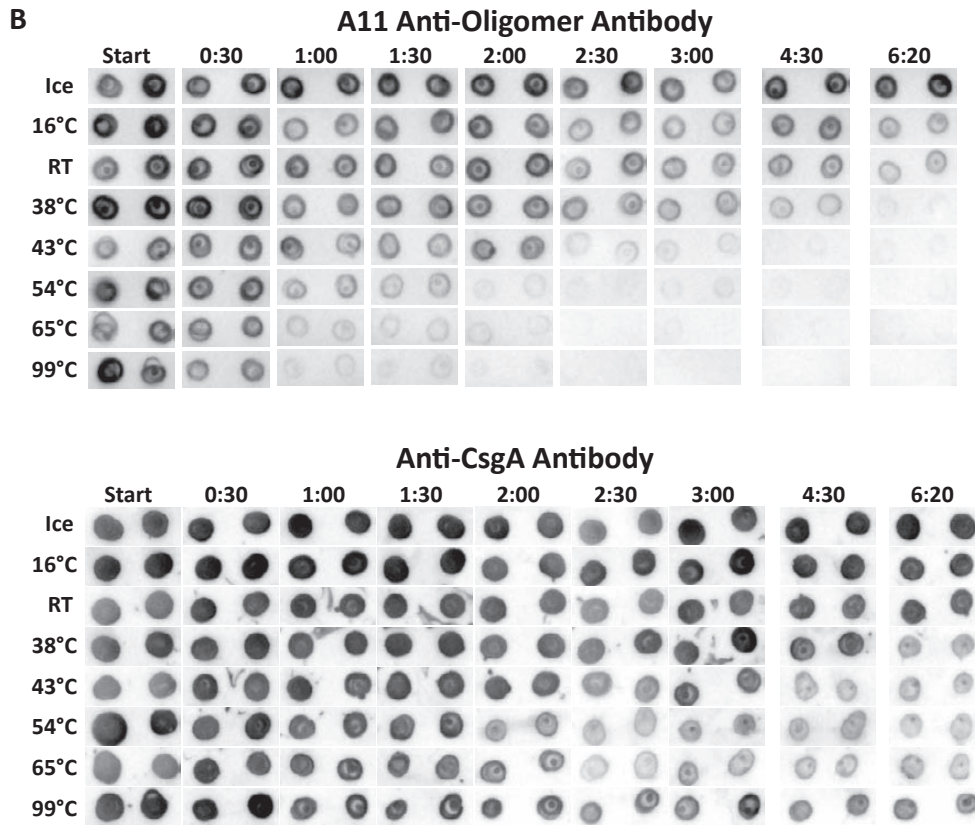 B
A11 Anti-Oligomer Antibody
Start 0:30 1:00 1:30 2:00 2:30 3:00 4:30 6:20
Ice
16°C
RT
38°C
43°C
54°C
65°C
99°C
Anti-CsgA Antibody
Start 0:30 1:00 1:30 2:00 2:30 3:00 4:30 6:20
Ice
16°C
RT
38°C
43°C
54°C
65°C
99°C